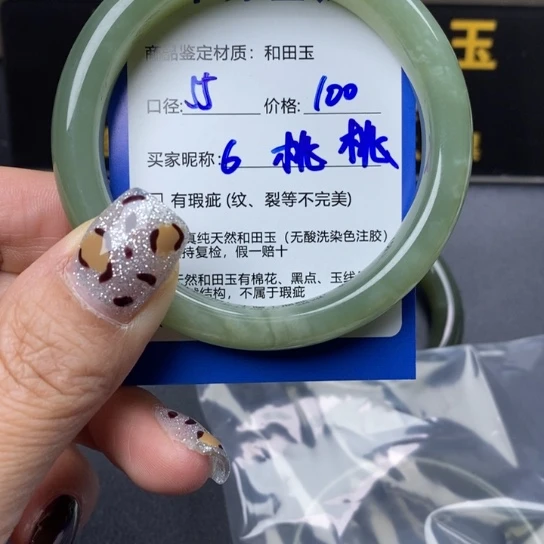 商品鉴定材质：和田玉
口径:55 价格:100
买家昵称:6 桃桃
有瑕疵(纹、裂等不完美)
真纯天然和田玉（无酸洗染色注胶）
持复检，假一赔十
天然和田玉有棉花、黑点、玉线
结构，不属于瑕疵
玉